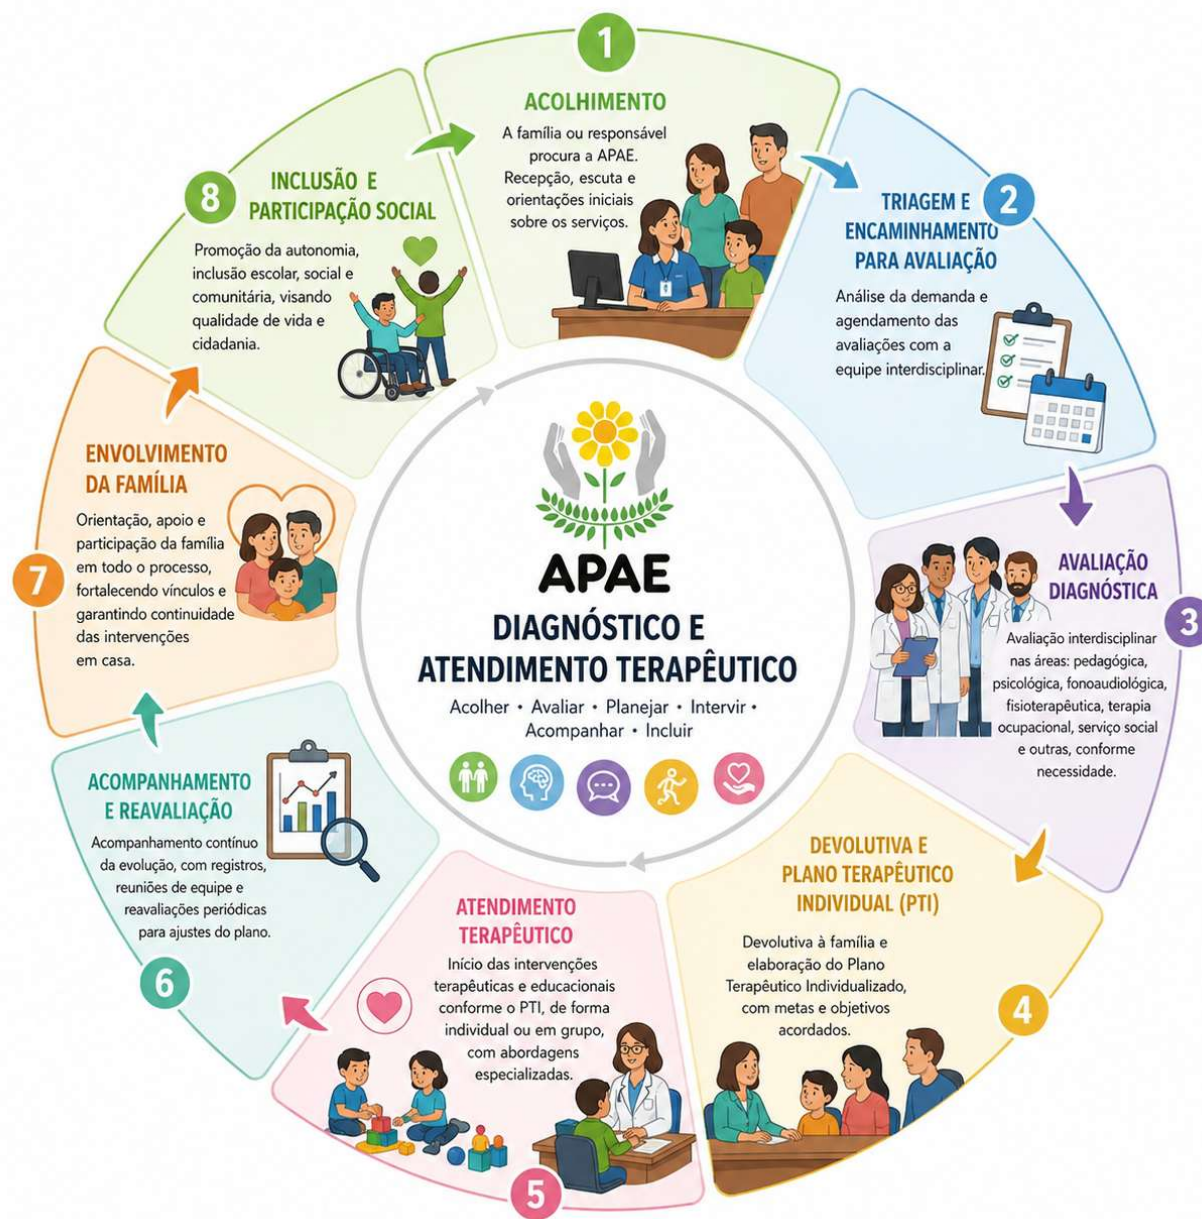 1
ACOLHIMENTO
A família ou responsável
procura a APAE.
Recepção, escuta e
orientações iniciais
sobre os serviços.
2
TRIAGEM E
ENCAMINHAMENTO
PARA AVALIAÇÃO
Análise da demanda e
agendamento das
avaliações com a
equipe interdisciplinar.
3
AVALIAÇÃO
DIAGNÓSTICA
Avaliação interdisciplinar
nas áreas: pedagógica,
psicológica, fonoaudiológica,
fisioterapêutica, terapia
ocupacional, serviço social
e outras, conforme
necessidade.
4
DEVOLUTIVA E
PLANO TERAPÊUTICO
INDIVIDUAL (PTI)
Devolutiva à família e
elaboração do Plano
Terapêutico Individualizado,
com metas e objetivos
acordados.
5
ATENDIMENTO
TERAPÊUTICO
Início das intervenções
terapêuticas e educacionais
conforme o PTI, de forma
individual ou em grupo,
com abordagens
especializadas.
6
ACOMPANHAMENTO
E REAVALIAÇÃO
Acompanhamento contínuo
da evolução, com registros,
reuniões de equipe e
reavaliações periódicas
para ajustes do plano.
7
ENVOLVIMENTO
DA FAMÍLIA
Orientação, apoio e
participação da família
em todo o processo,
fortalecendo vínculos e
garantindo continuidade
das intervenções
em casa.
8
INCLUSÃO E
PARTICIPAÇÃO SOCIAL
Promoção da autonomia,
inclusão escolar, social e
comunitária, visando
qualidade de vida e
cidadania.
APAE
DIAGNÓSTICO E
ATENDIMENTO TERAPÊUTICO
Acolher • Avaliar • Planejar • Intervir •
Acompanhar • Incluir